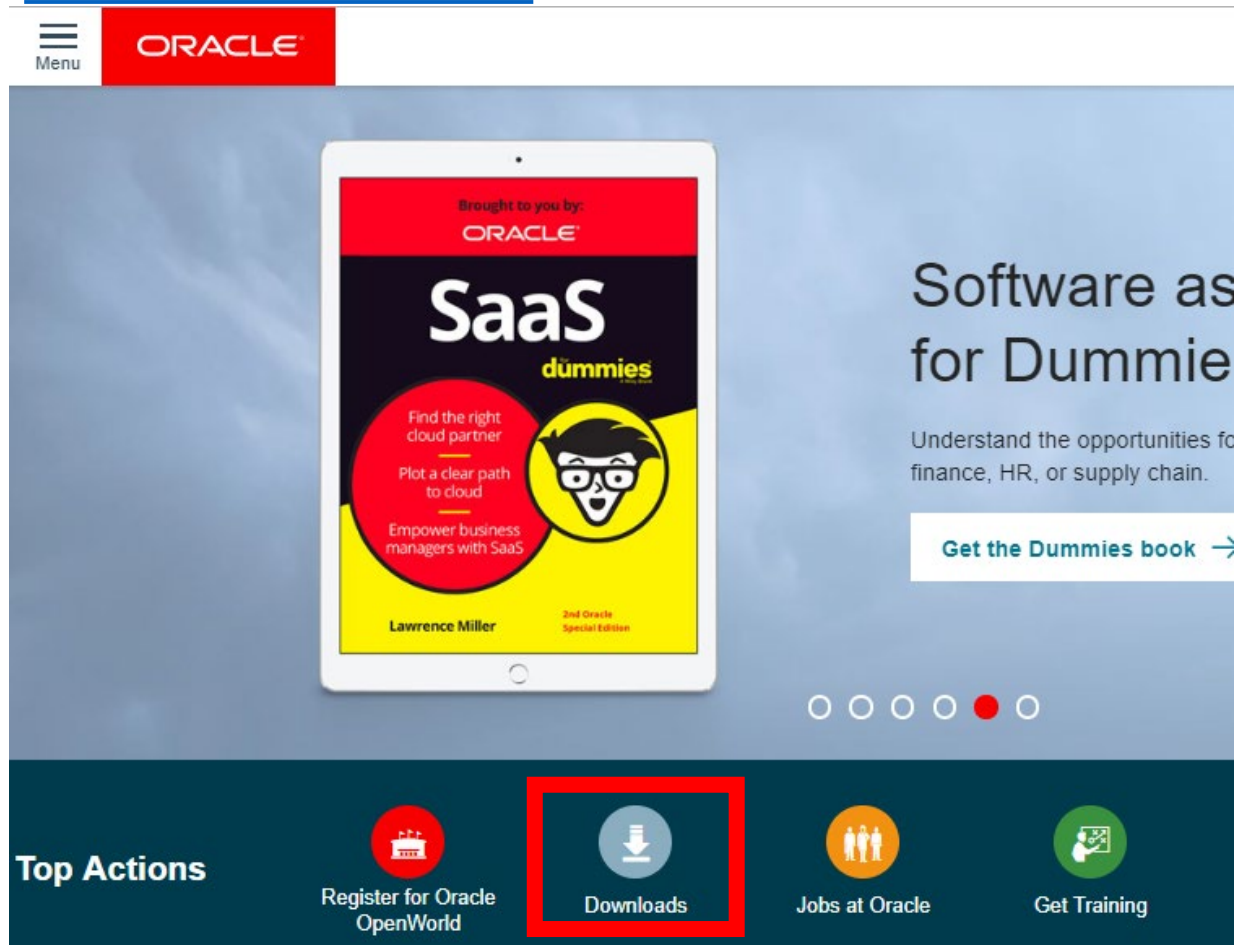 Menu
ORACLE
Brought to you by:
ORACLE
SaaS
for
dummies
A Wiley Brand
Find the right
cloud partner
Plot a clear path
to cloud
Empower business
managers with SaaS
Lawrence Miller
2nd Oracle
Special Edition
Software as
for Dummie
Understand the opportunities fo
finance, HR, or supply chain.
Get the Dummies book →
Top Actions
Register for Oracle
OpenWorld
Downloads
Jobs at Oracle
Get Training